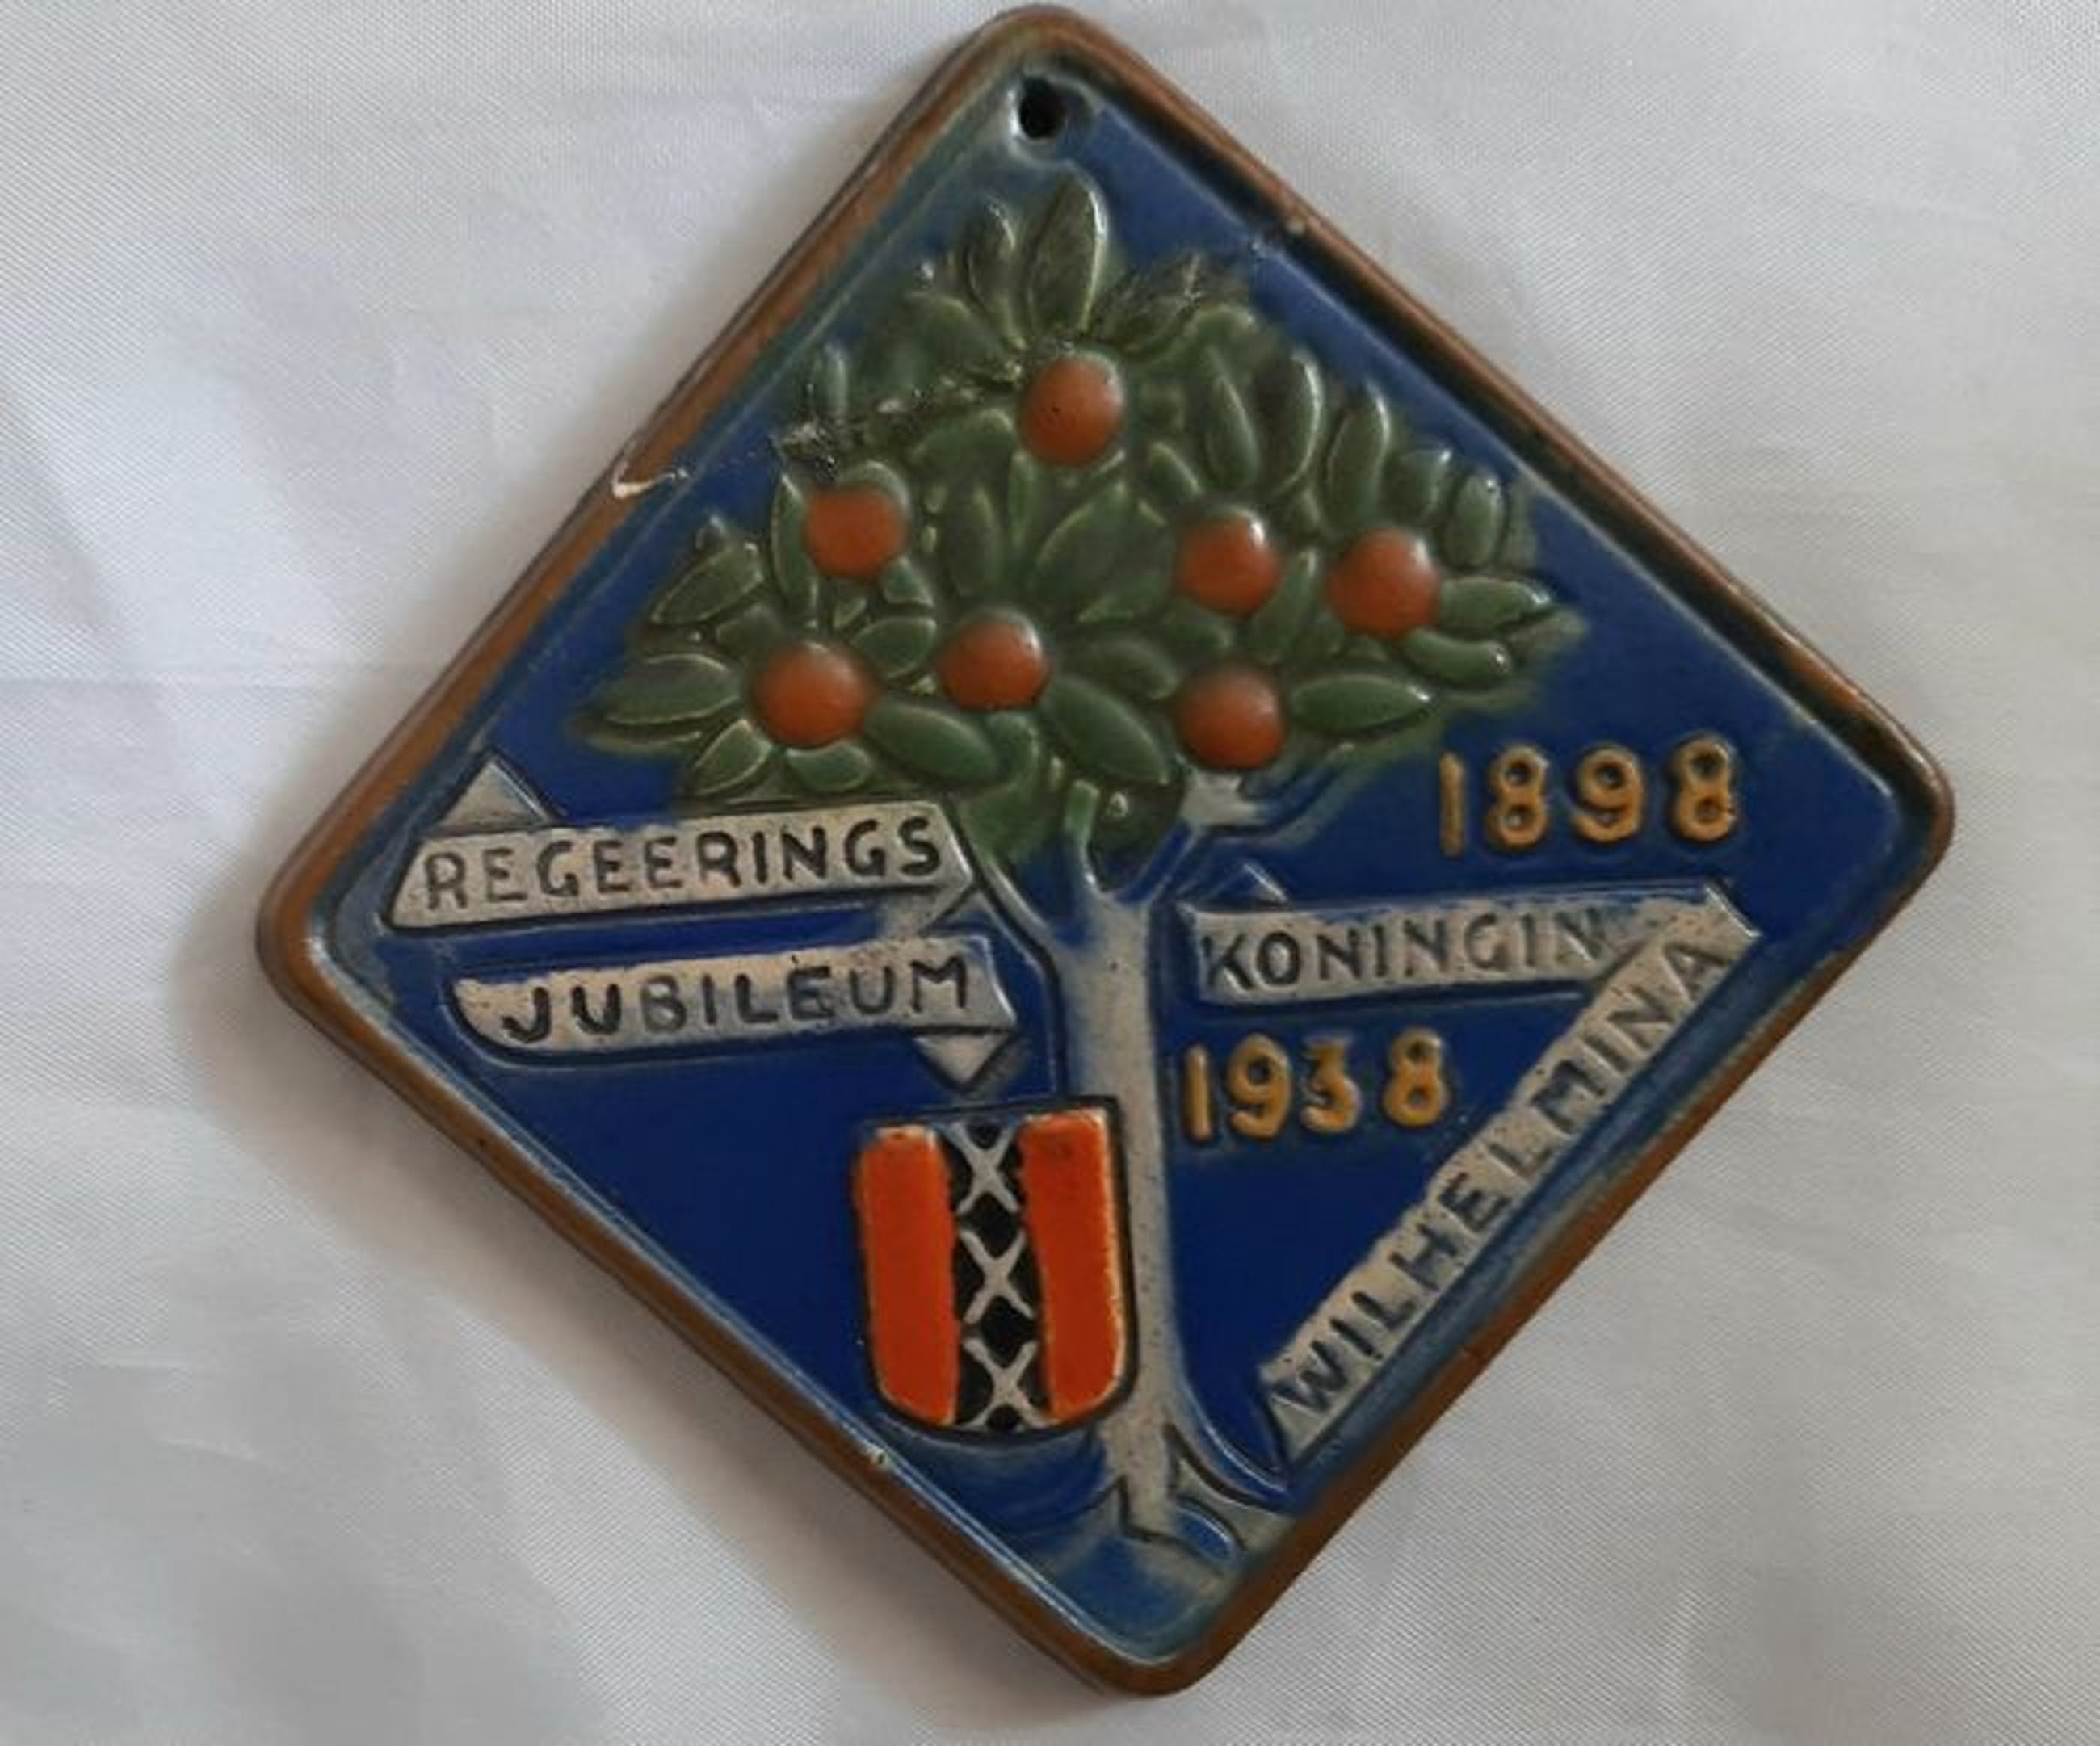 REGEERINGS
JUBILEUM
1898
KONINGIN
WILHELMINA
1938